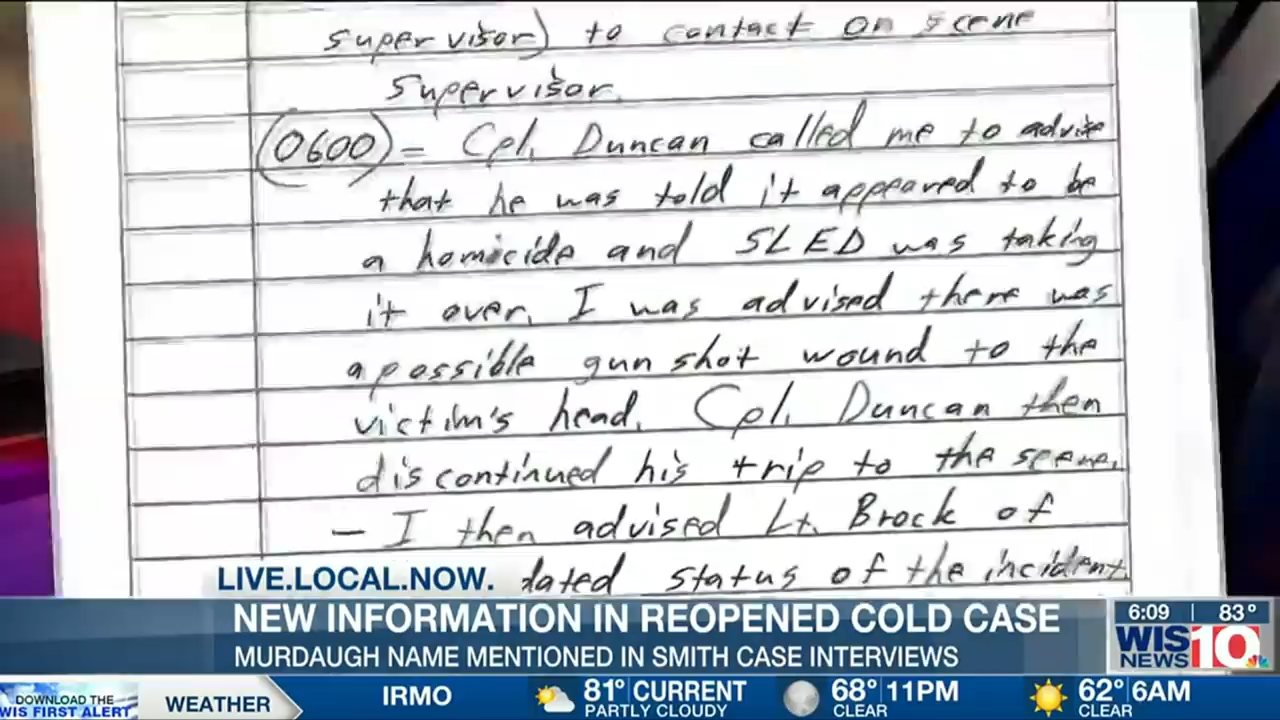 supervisor) to contact on scene
supervisor.
(0600) = Cpl. Duncan called me to advise
that he was told it appeared to be
a homicide and SLED was taking
it over. I was advised there was
a possible gun shot wound to the
victim's head. Cpl. Duncan then
discontinued his trip to the scene.
— I then advised Lt. Brock of
dated status of the incident.
LIVE.LOCAL.NOW.
NEW INFORMATION IN REOPENED COLD CASE
MURDAUGH NAME MENTIONED IN SMITH CASE INTERVIEWS
6:09 | 83°
WIS10
NEWS
DOWNLOAD THE
WIS FIRST ALERT
WEATHER
IRMO
81° CURRENT
PARTLY CLOUDY
68° 11PM
CLEAR
62° 6AM
CLEAR